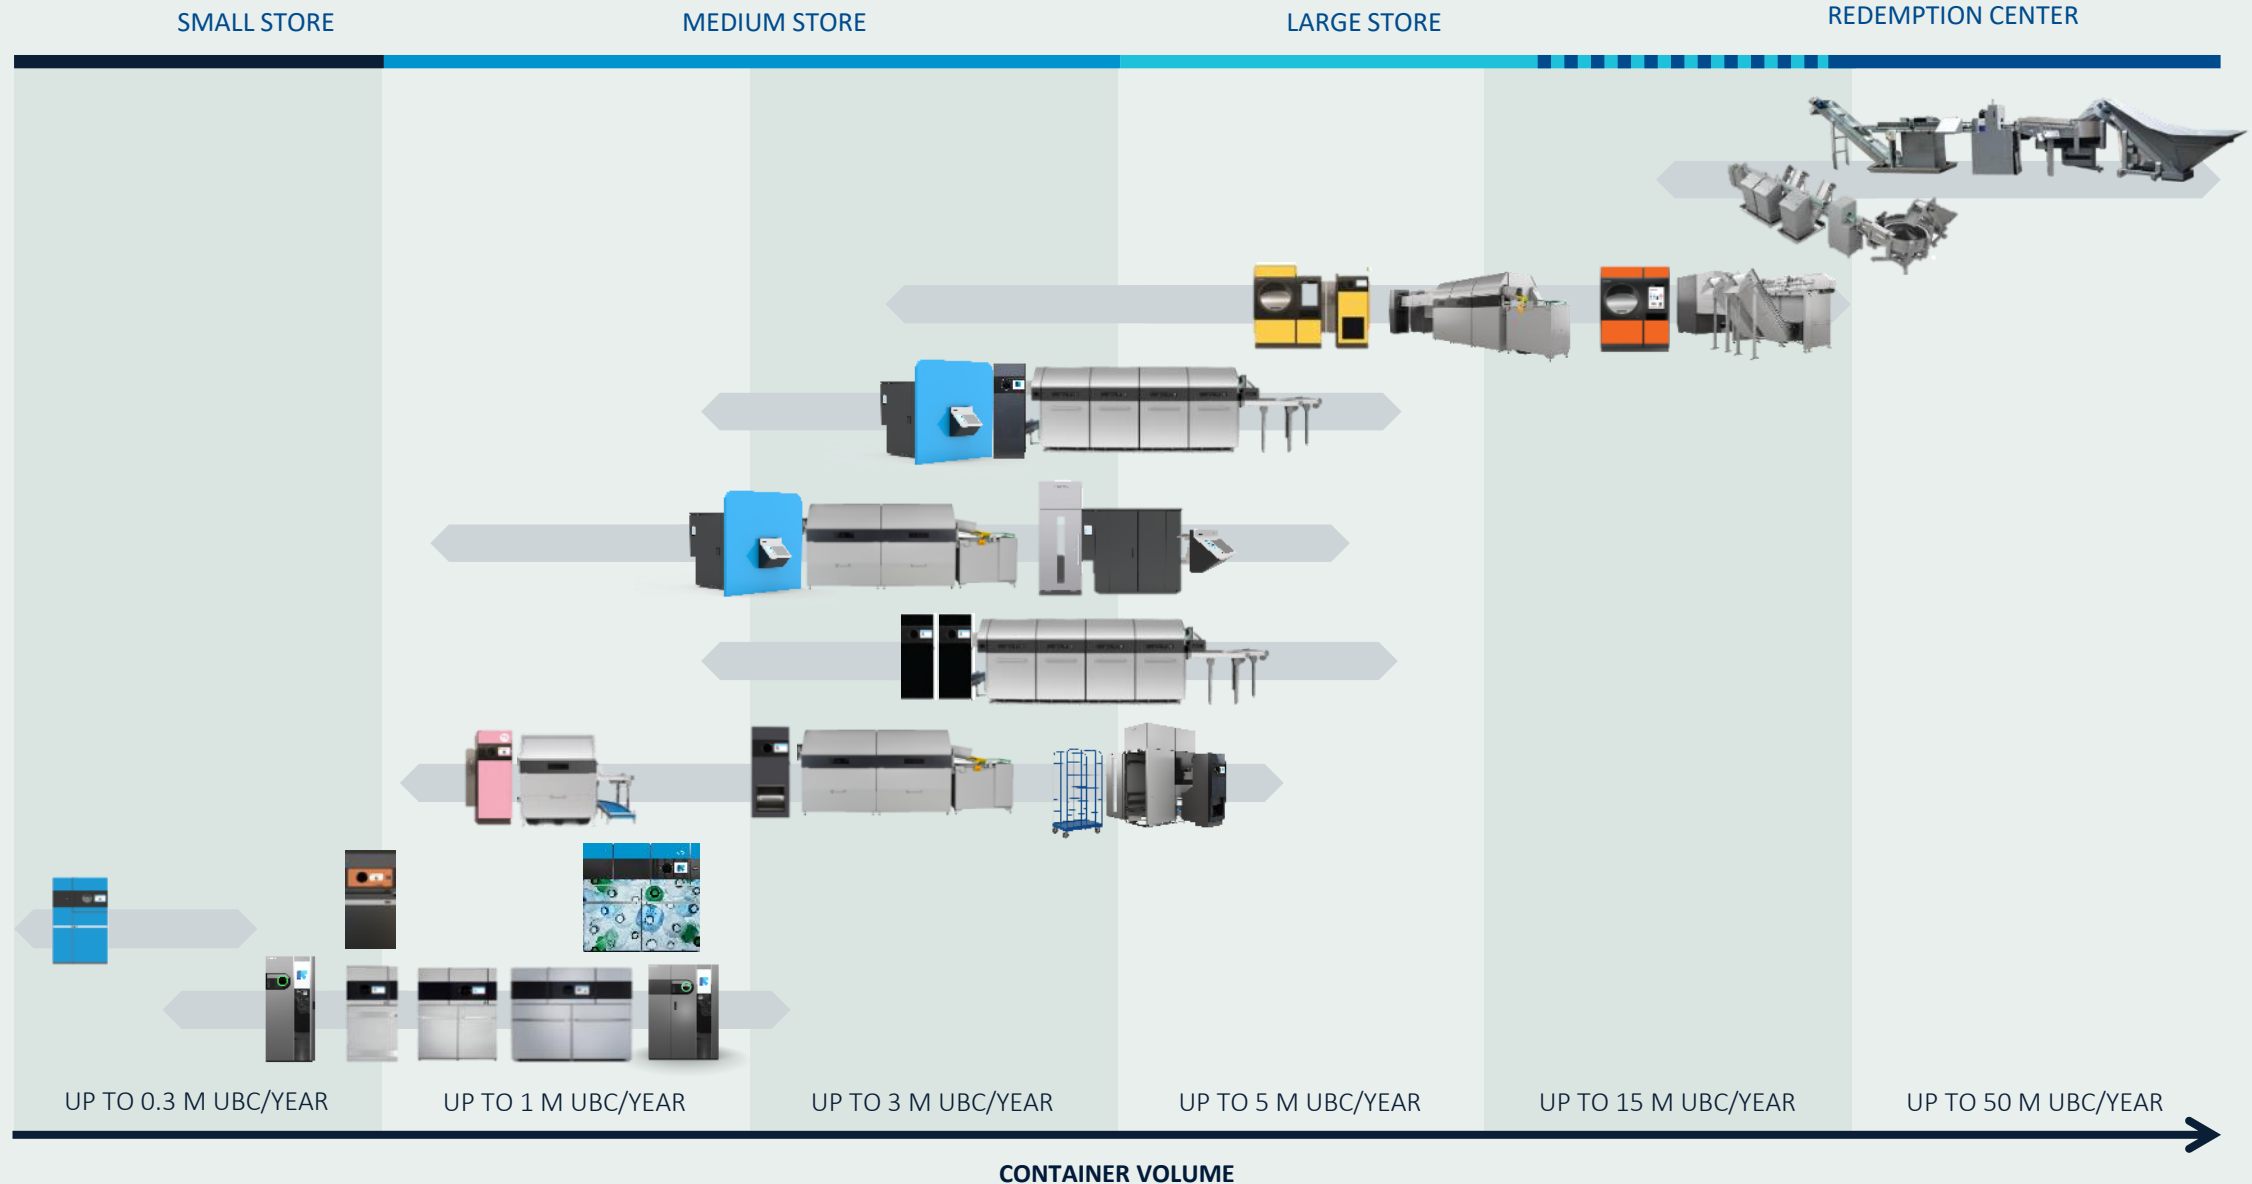 SMALL STORE
MEDIUM STORE
LARGE STORE
REDEMPTION CENTER
UP TO 0.3 M UBC/YEAR
UP TO 1 M UBC/YEAR
UP TO 3 M UBC/YEAR
UP TO 5 M UBC/YEAR
UP TO 15 M UBC/YEAR
UP TO 50 M UBC/YEAR
CONTAINER VOLUME